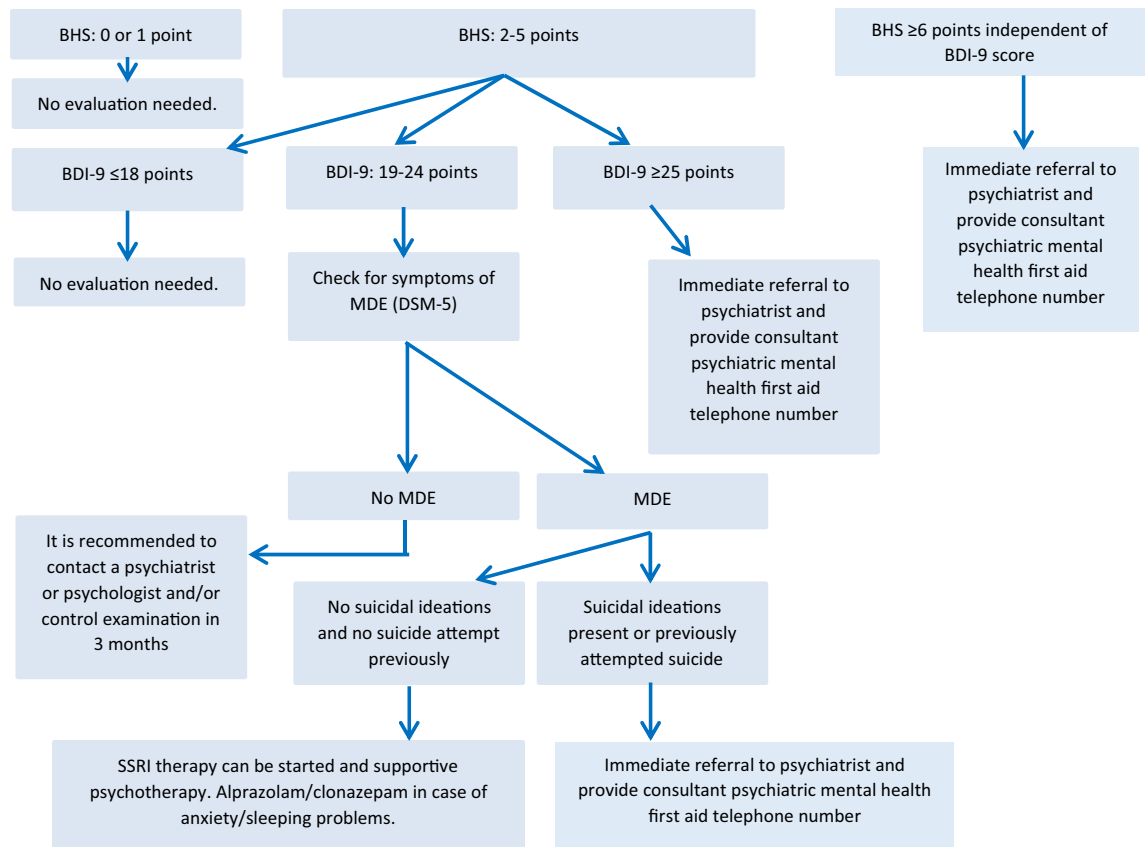 BHS: 0 or 1 point
BHS: 2-5 points
BHS ≥6 points independent of
BDI-9 score
No evaluation needed.
BDI-9 ≤18 points
BDI-9: 19-24 points
BDI-9 ≥25 points
Immediate referral to
psychiatrist and
provide consultant
psychiatric mental
health first aid
telephone number
No evaluation needed.
Check for symptoms of
MDE (DSM-5)
Immediate referral to
psychiatrist and
provide consultant
psychiatric mental
health first aid
telephone number
No MDE
MDE
It is recommended to
contact a psychiatrist
or psychologist and/or
control examination in
3 months
No suicidal ideations
and no suicide attempt
previously
Suicidal ideations
present or previously
attempted suicide
SSRI therapy can be started and supportive
psychotherapy. Alprazolam/clonazepam in case of
anxiety/sleeping problems.
Immediate referral to psychiatrist and
provide consultant psychiatric mental health
first aid telephone number